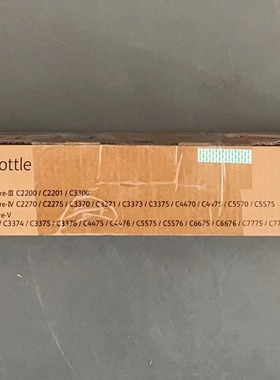 ottle
re-III C2200 / C2201 / C3300
re-IV C2270 / C2275 / C3370 / C3371 / C3373 / C3375 / C4470 / C4475 / C5570 / C5575
re-V
/ C3374 / C3375 / C3376 / C4475 / C4476 / C5575 / C5576 / C6675 / C6676 / C7775 / C77